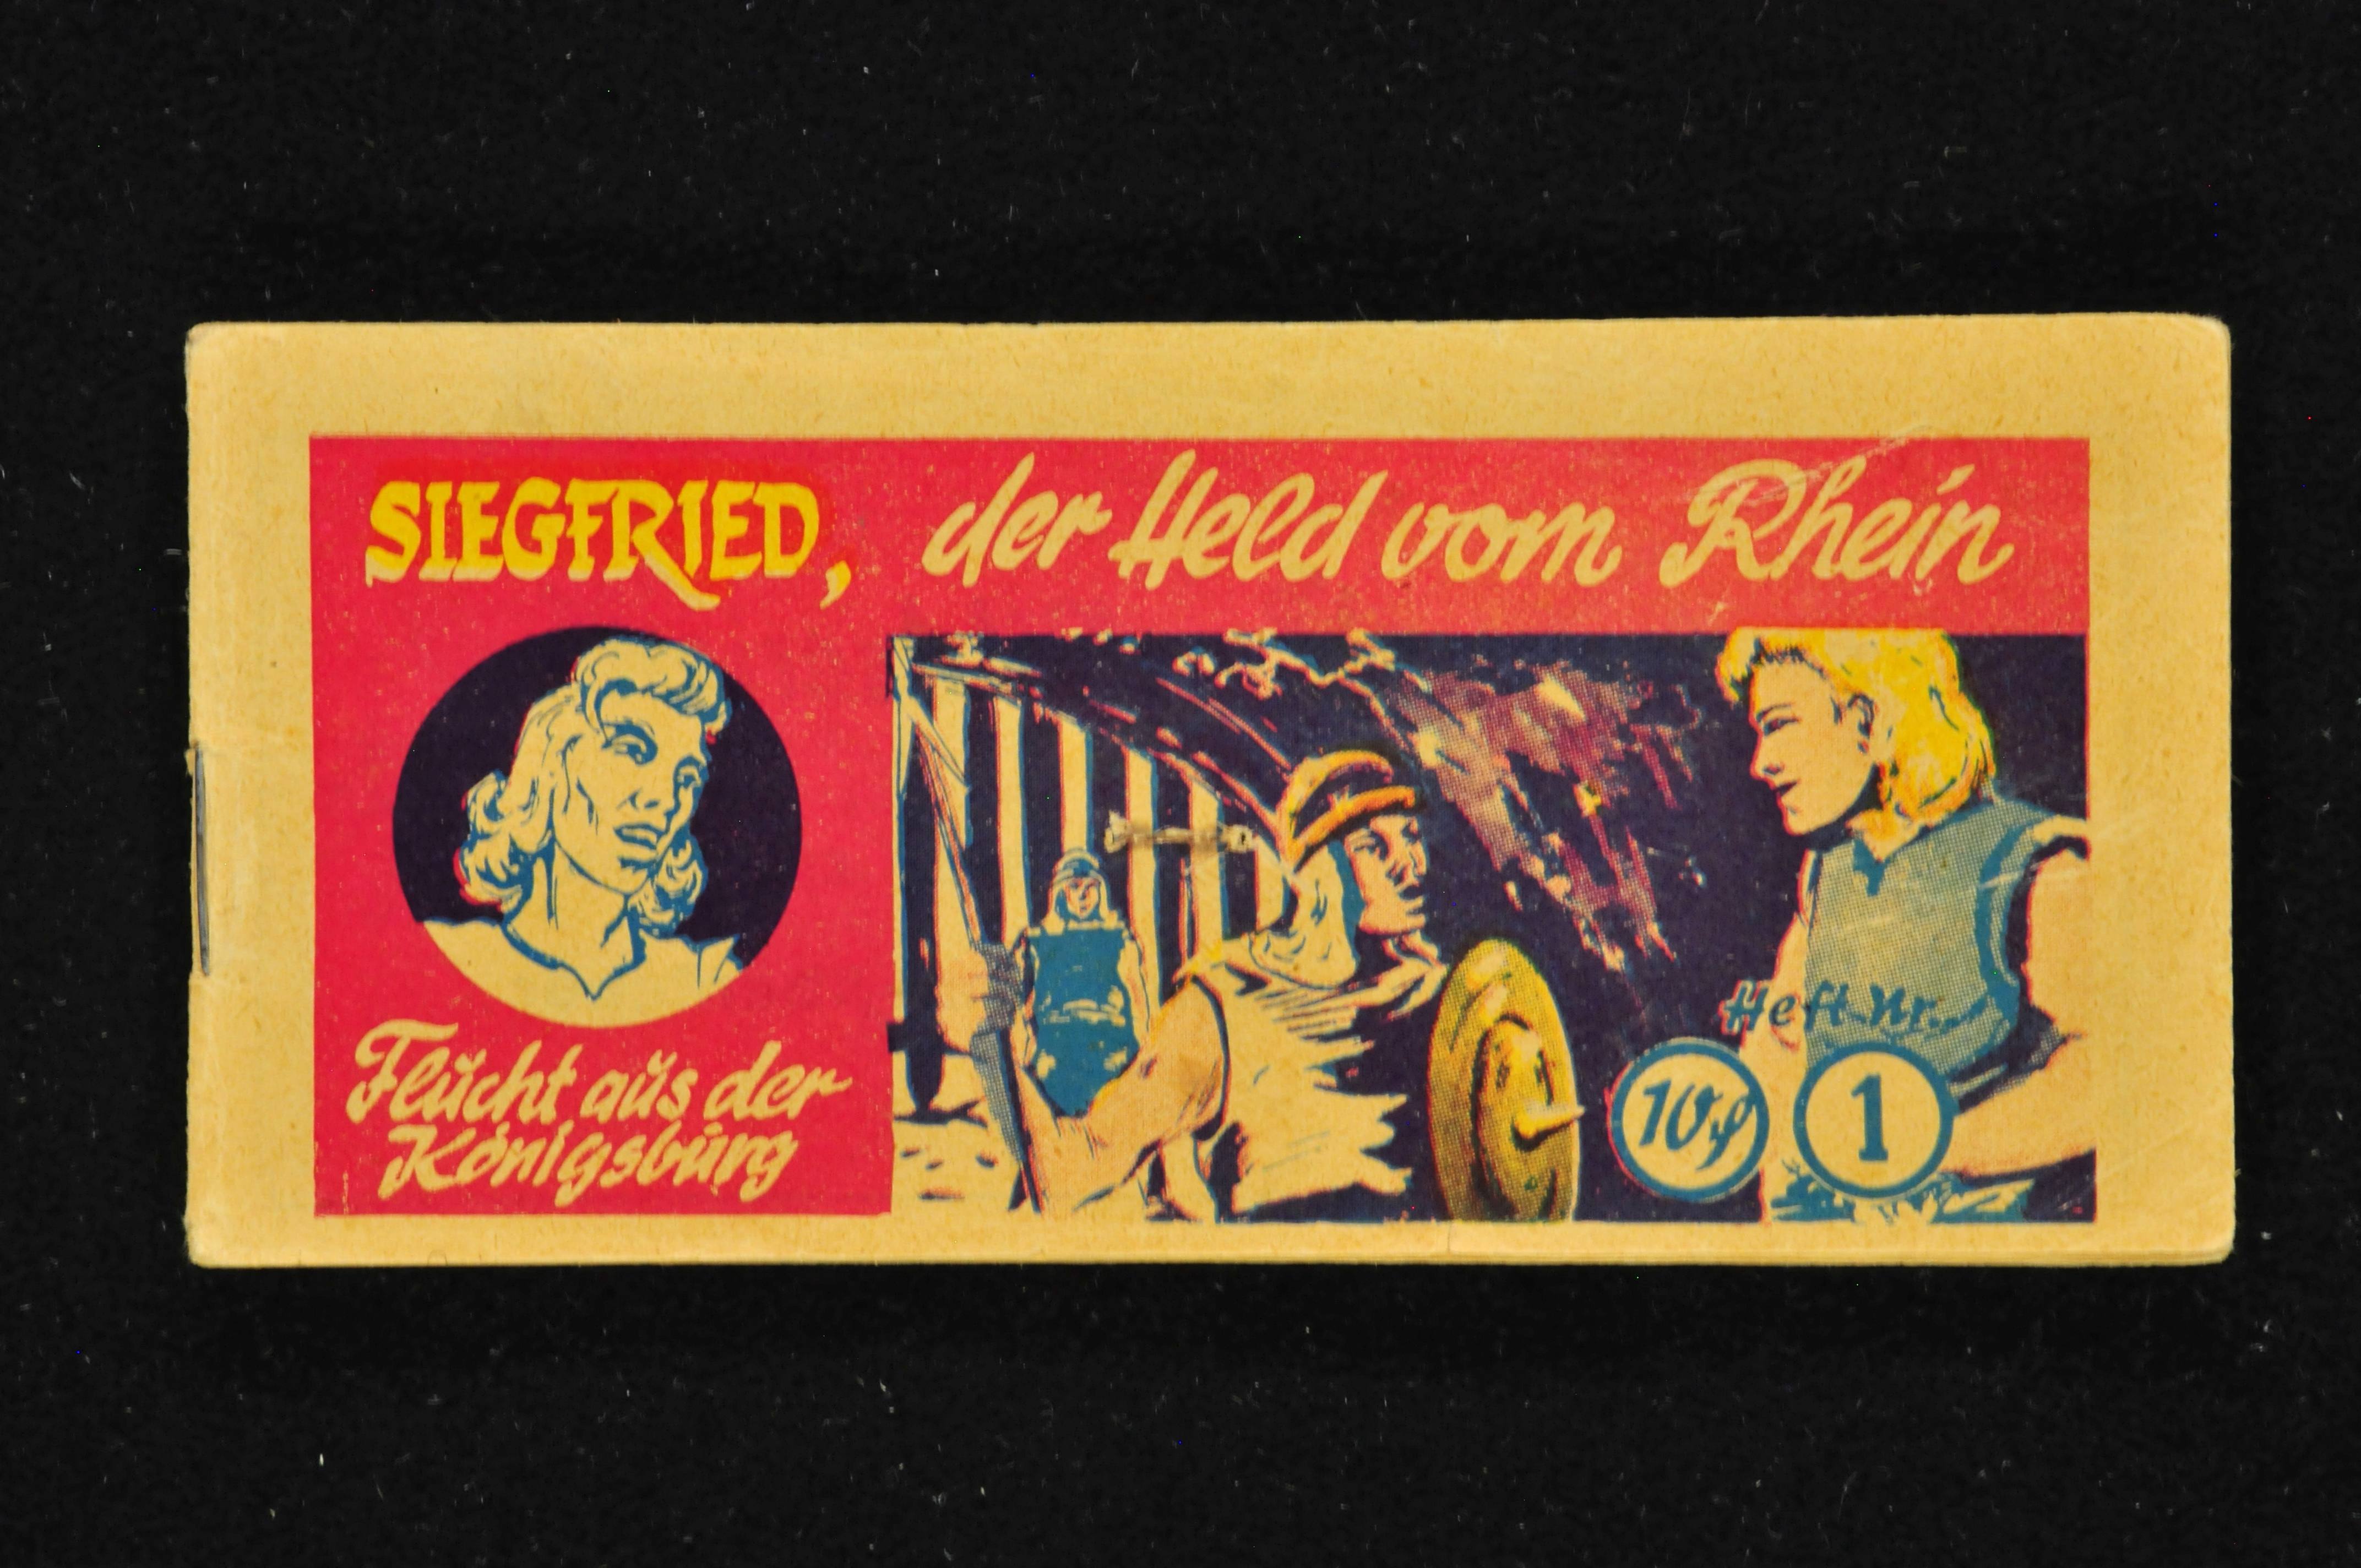 SIEGFRIED, der Held vom Rhein
Flucht aus der
Königsburg
Heft Nr.
10₰ 1